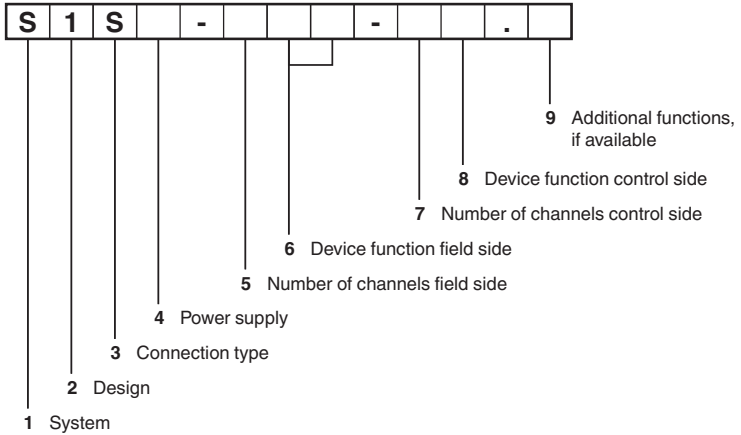 S 1 S - - .
9 Additional functions,
if available
8 Device function control side
7 Number of channels control side
6 Device function field side
5 Number of channels field side
4 Power supply
3 Connection type
2 Design
1 System